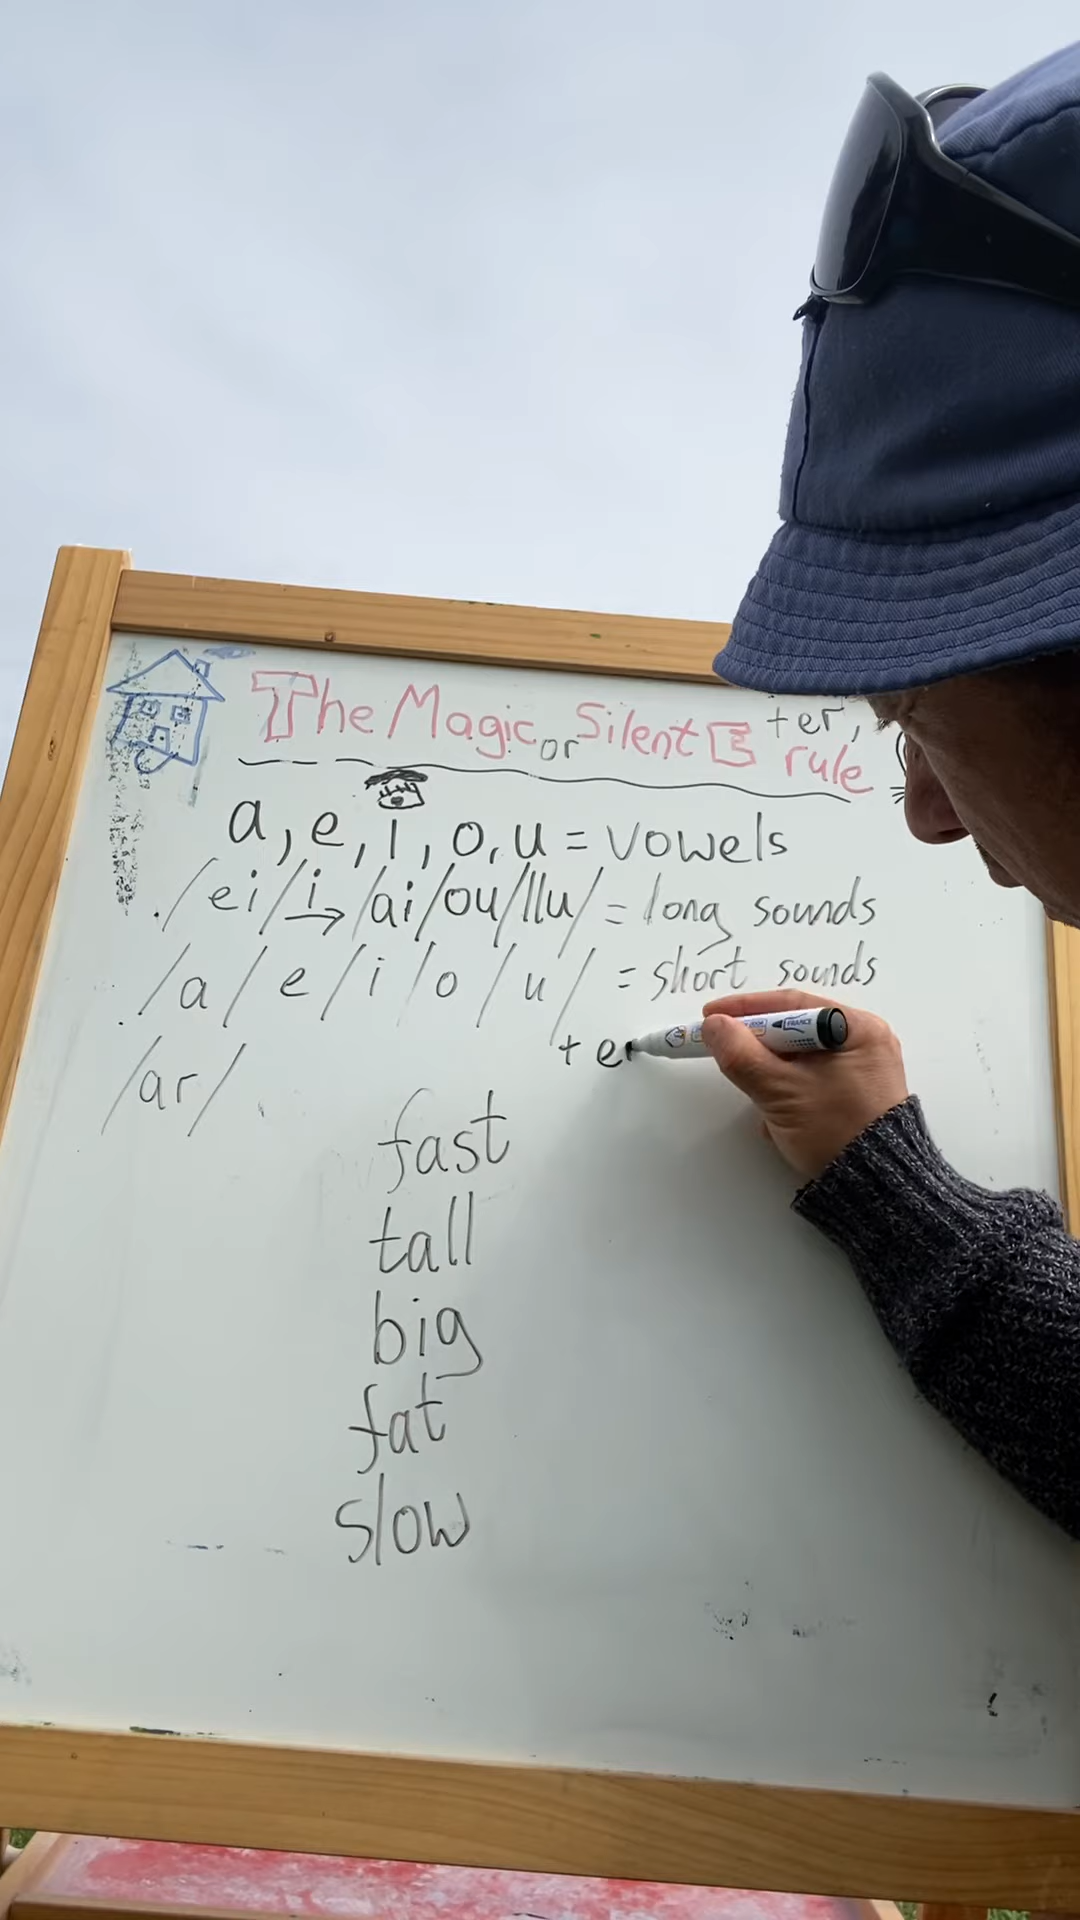 The Magic or Silent E rule
+er,
a, e, i, o, u = vowels
/ei/i→/ai/ou/llu/ = long sounds
/a/e/i/o/u/ = short sounds
+ er
/ar/
fast
tall
big
fat
slow
FRANCE